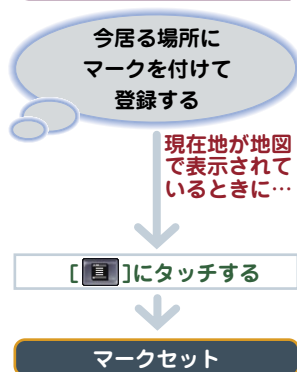 今居る場所に
マークを付けて
登録する
現在地が地図
で表示されて
いるときに…
[ ]にタッチする
マークセット